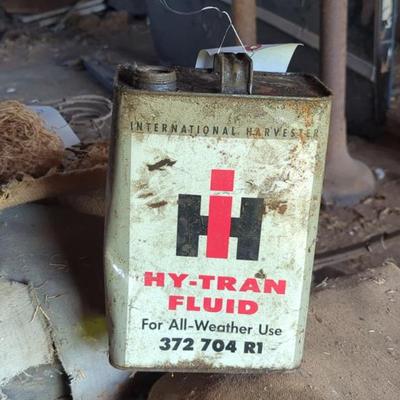 INTERNATIONAL HARVESTER
IH
HY-TRAN
FLUID
For All-Weather Use
372 704 R1